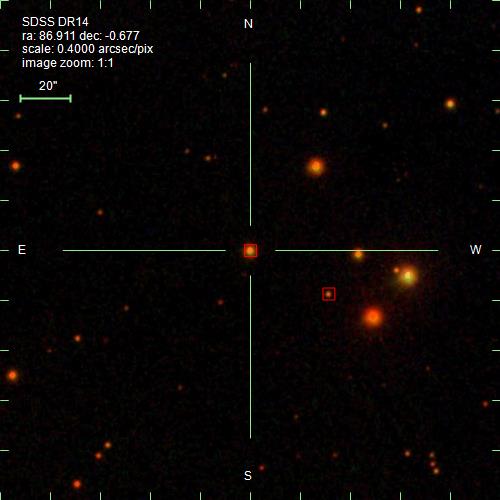 SDSS DR14
ra: 86.911 dec: -0.677
scale: 0.4000 arcsec/pix
image zoom: 1:1
20"
N
E
W
S